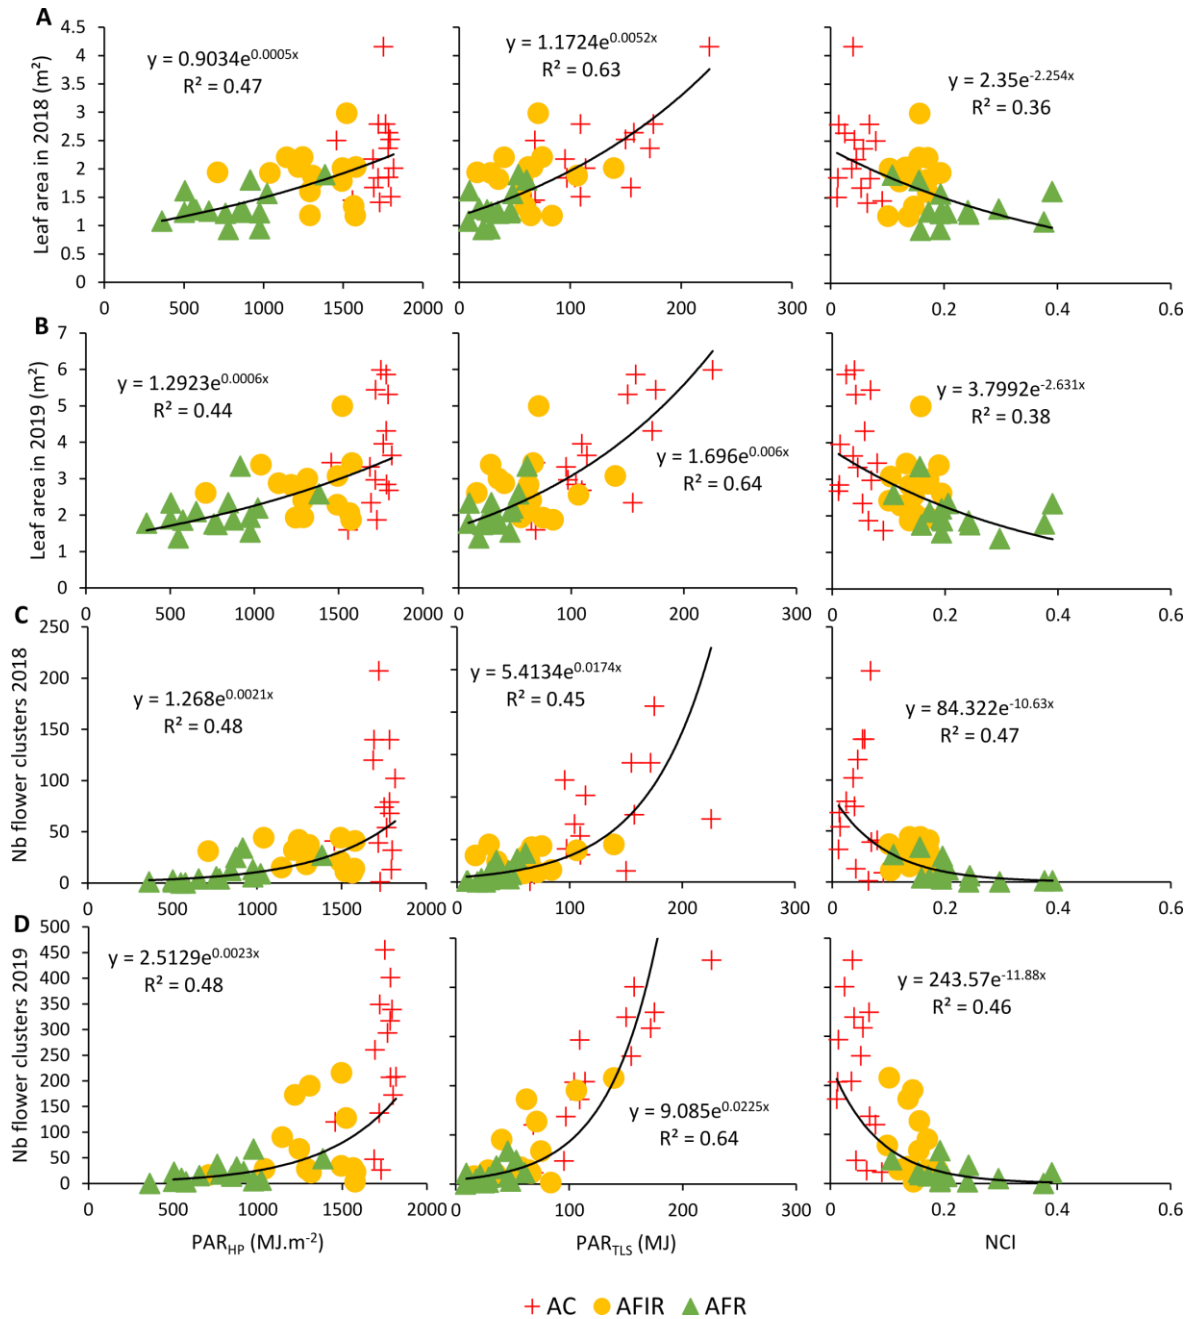 A
Leaf area in 2018 (m²)
4.5
4
3.5
3
2.5
2
1.5
1
0.5
0
y = 0.9034e^0.0005x
R² = 0.47
0 500 1000 1500 2000
y = 1.1724e^0.0052x
R² = 0.63
0 100 200 300
y = 2.35e^-2.254x
R² = 0.36
0 0.2 0.4 0.6
B
Leaf area in 2019 (m²)
7
6
5
4
3
2
1
0
y = 1.2923e^0.0006x
R² = 0.44
0 500 1000 1500 2000
y = 1.696e^0.006x
R² = 0.64
0 100 200 300
y = 3.7992e^-2.631x
R² = 0.38
0 0.2 0.4 0.6
C
Nb flower clusters 2018
250
200
150
100
50
0
y = 1.268e^0.0021x
R² = 0.48
0 500 1000 1500 2000
y = 5.4134e^0.0174x
R² = 0.45
0 100 200 300
y = 84.322e^-10.63x
R² = 0.47
0 0.2 0.4 0.6
D
Nb flower clusters 2019
500
450
400
350
300
250
200
150
100
50
0
y = 2.5129e^0.0023x
R² = 0.48
0 500 1000 1500 2000
y = 9.085e^0.0225x
R² = 0.64
0 100 200 300
y = 243.57e^-11.88x
R² = 0.46
0 0.2 0.4 0.6
PAR_HP (MJ.m⁻²)
PAR_TLS (MJ)
NCI
AC AFIR AFR